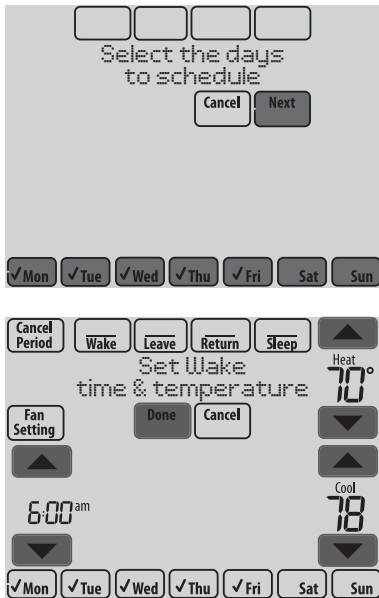 Select the days
to schedule
Cancel Next
✓Mon ✓Tue ✓Wed ✓Thu ✓Fri Sat Sun
Cancel Period Wake Leave Return Sleep
Set Wake
time & temperature
Heat
70°
Fan Setting Done Cancel
6:00 am
Cool
78
✓Mon ✓Tue ✓Wed ✓Thu ✓Fri Sat Sun